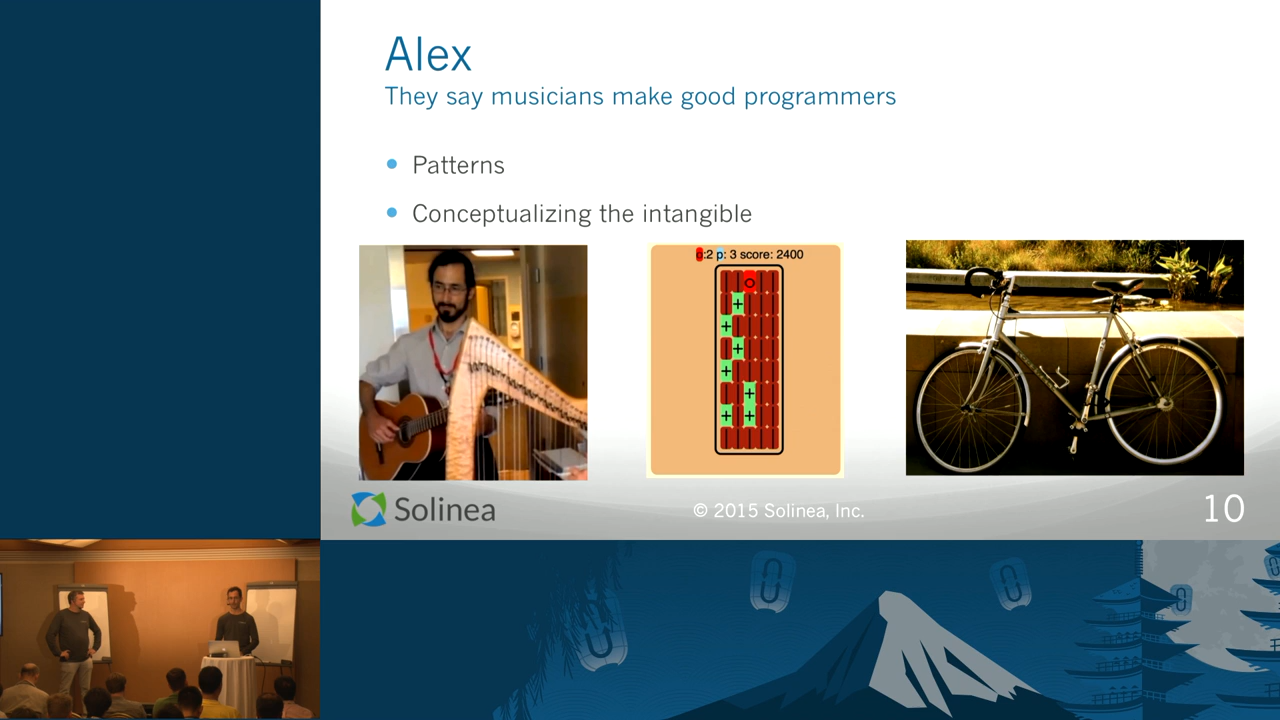 Alex
They say musicians make good programmers
• Patterns
• Conceptualizing the intangible
o:2 p: 3 score: 2400
o
+
+
+
+
+
+
+
+
Solinea
© 2015 Solinea, Inc.
10